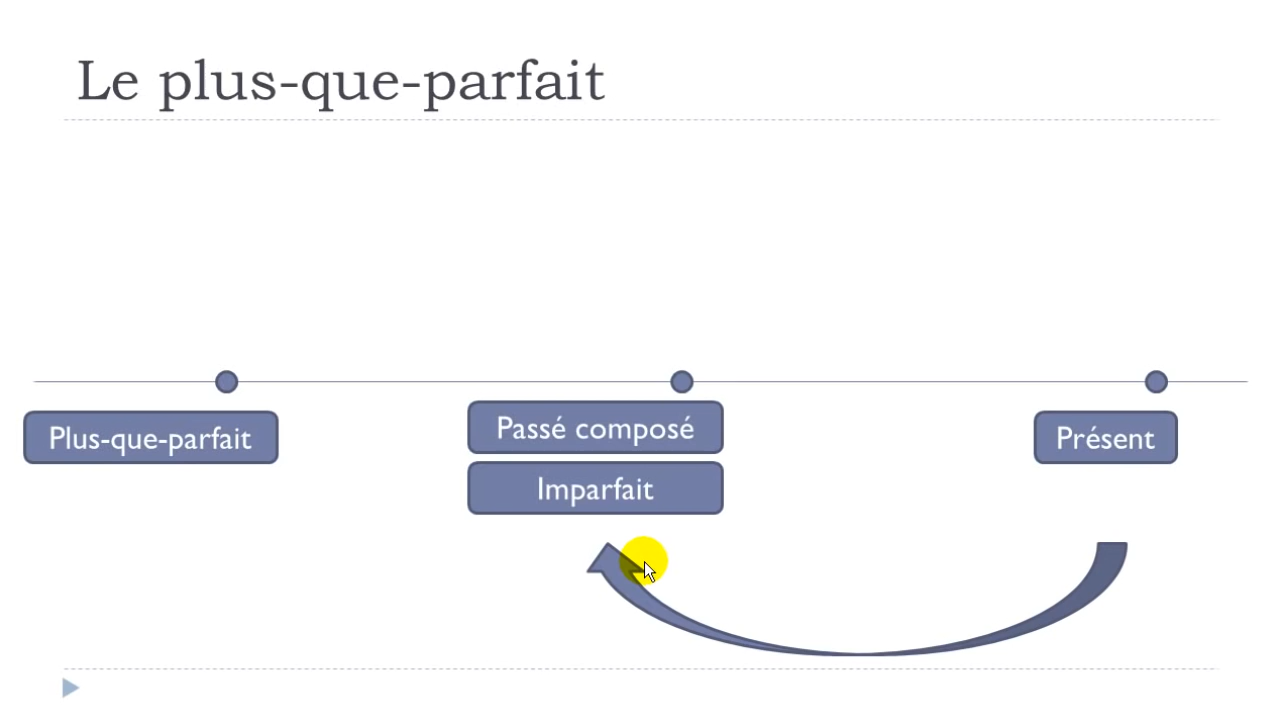 Le plus-que-parfait
Plus-que-parfait
Passé composé
Imparfait
Présent